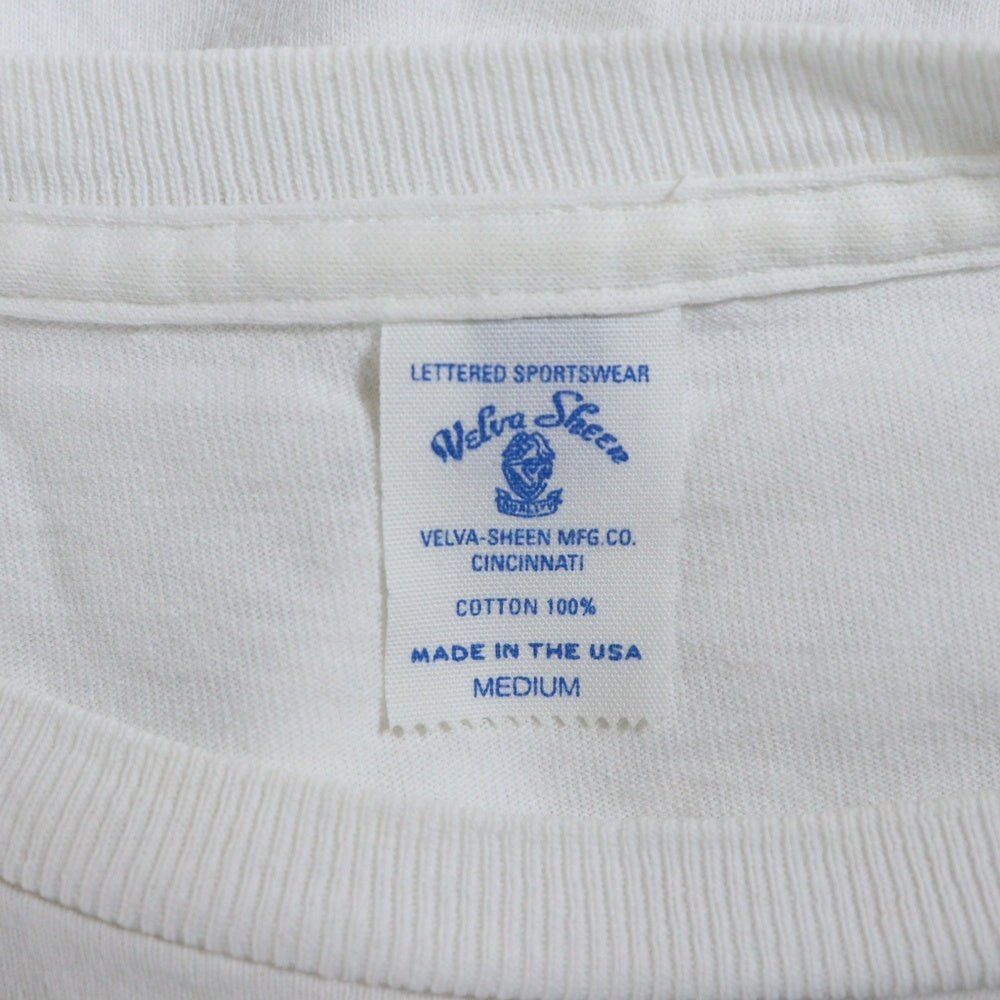 LETTERED SPORTSWEAR
Velva Sheen
QUALITY
VELVA-SHEEN MFG.CO.
CINCINNATI
COTTON 100%
MADE IN THE USA
MEDIUM